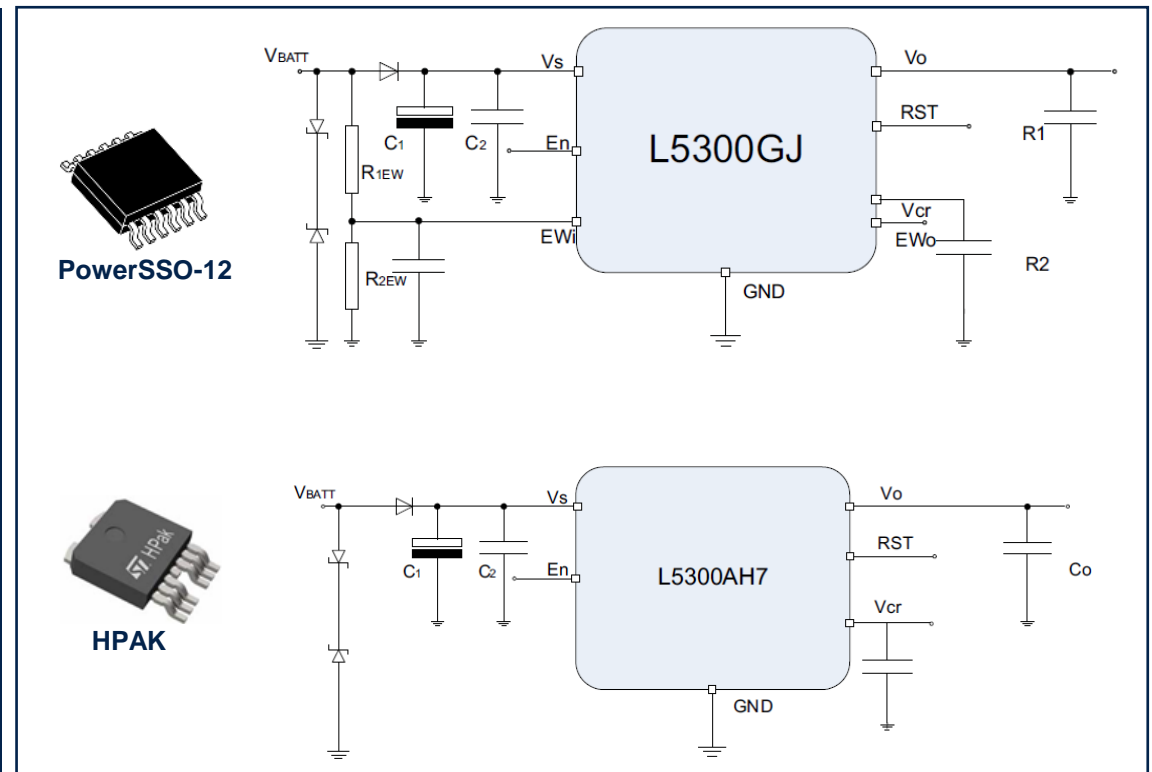 VBATT
Vs
Vo
C1
C2
En
RST
R1
L5300GJ
R1EW
EWi
Vcr
EWo
R2
R2EW
GND
PowerSSO-12
VBATT
Vs
Vo
C1
C2
En
RST
Co
L5300AH7
Vcr
GND
ST HPak
HPAK